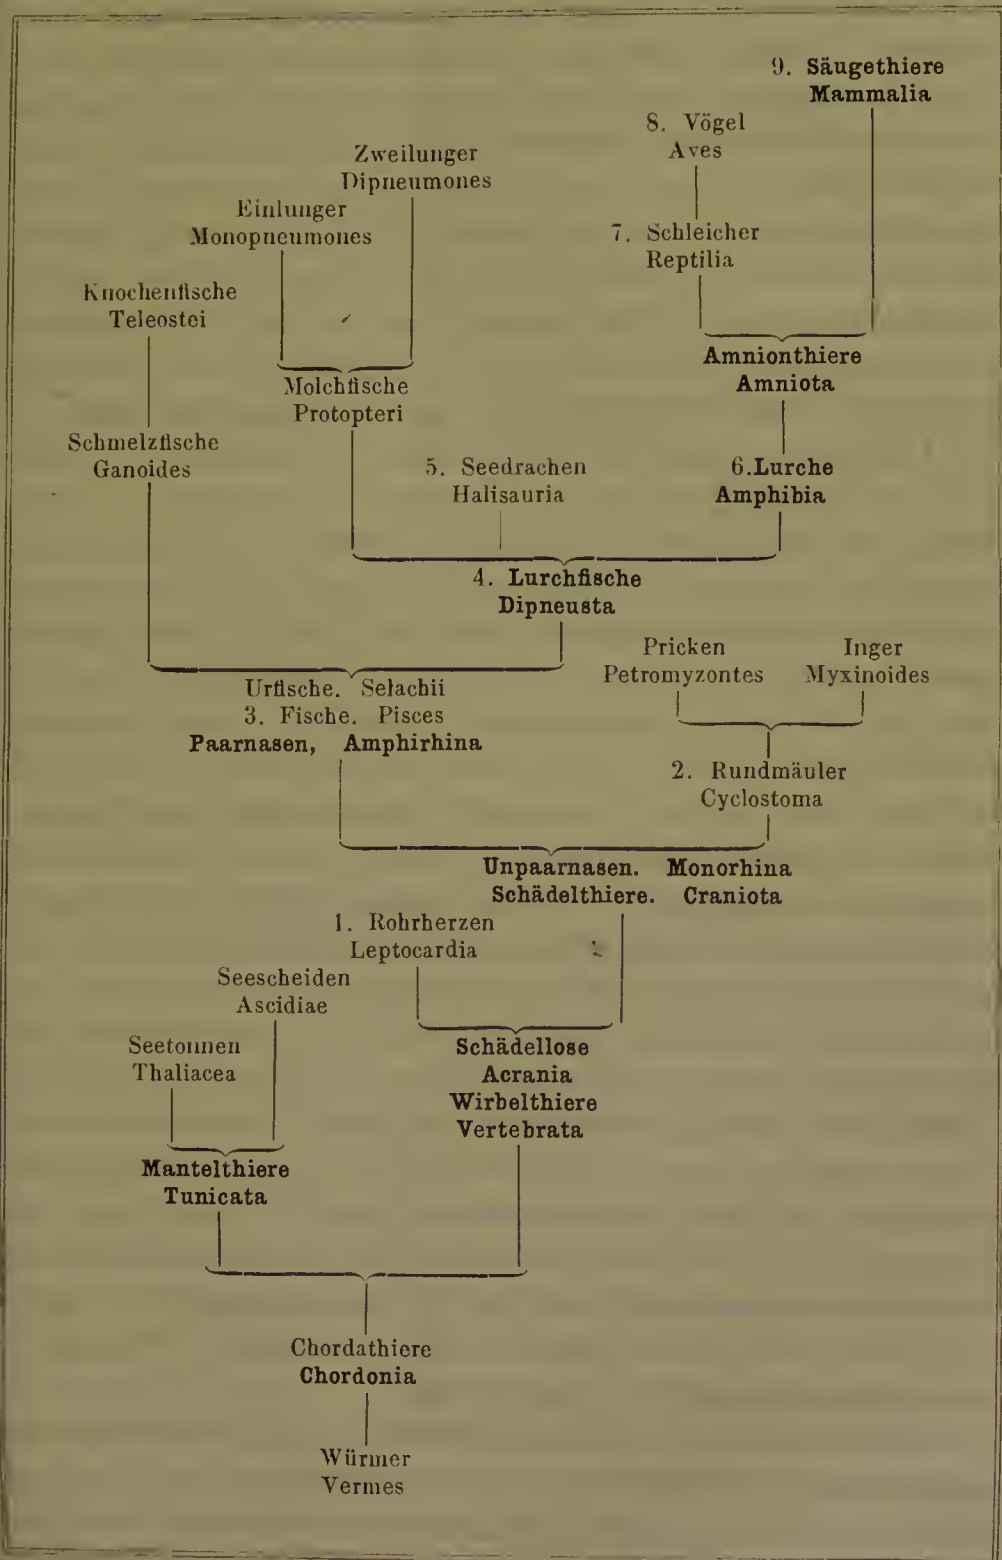 9. Säugethiere
Mammalia
8. Vögel
Aves
Zweilunger
Dipneumones
Einlunger
Monopneumones
7. Schleicher
Reptilia
Knochenfische
Teleostei
Amnionthiere
Amniota
Molchfische
Protopteri
Schmelzfische
Ganoides
5. Seedrachen
Halisauria
6. Lurche
Amphibia
4. Lurchfische
Dipneusta
Pricken
Petromyzontes
Inger
Myxinoides
Urfische. Selachii
3. Fische. Pisces
Paarnasen, Amphirhina
2. Rundmäuler
Cyclostoma
Unpaarnasen. Monorhina
Schädelthiere. Craniota
1. Rohrherzen
Leptocardia
Seescheiden
Ascidiae
Seetonnen
Thaliacea
Schädellose
Acrania
Wirbelthiere
Vertebrata
Mantelthiere
Tunicata
Chordathiere
Chordonia
Würmer
Vermes